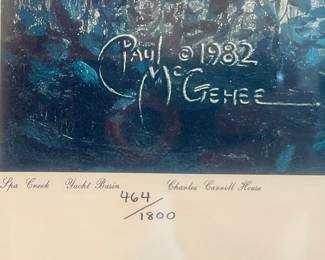 Paul © 1982
McGehee
Spa Creek Yacht Basin Charles Carroll House
464/1800